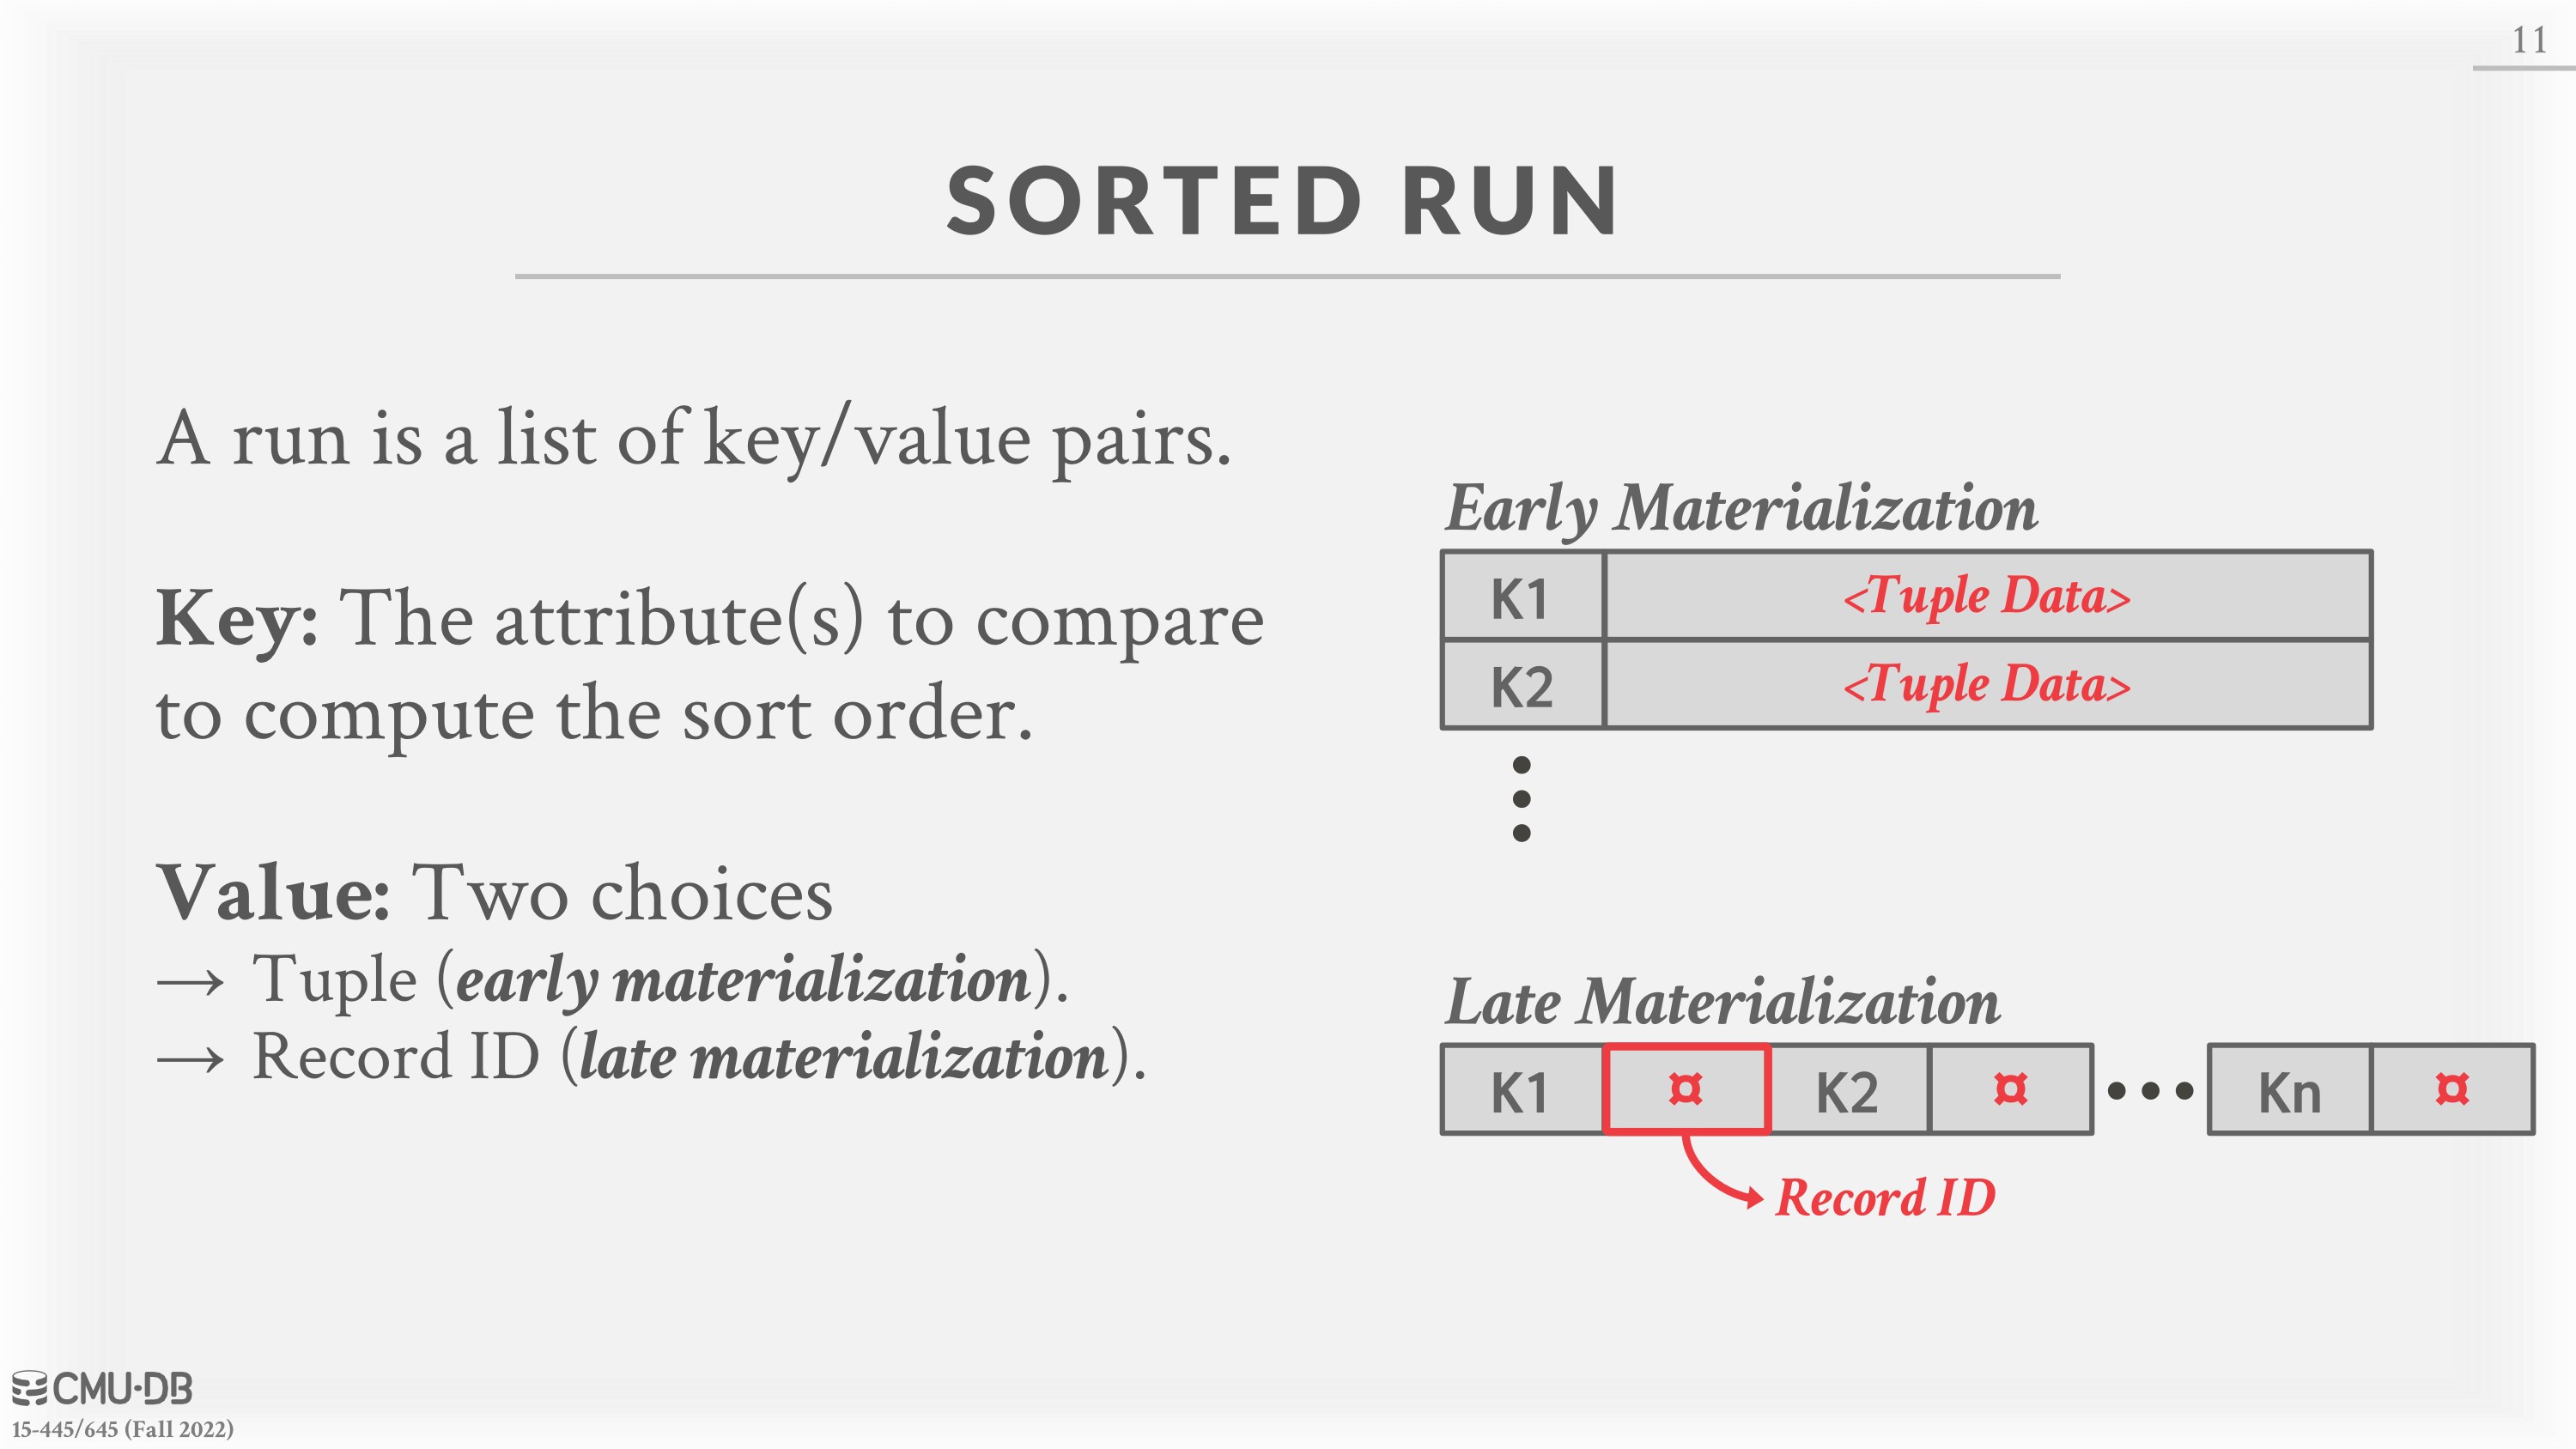 11
SORTED RUN
A run is a list of key/value pairs.
Key: The attribute(s) to compare
to compute the sort order.
Value: Two choices
→ Tuple (early materialization).
→ Record ID (late materialization).
Early Materialization
K1 <Tuple Data>
K2 <Tuple Data>
Late Materialization
K1 ¤ K2 ¤ ••• Kn ¤
Record ID
CMU·DB
15-445/645 (Fall 2022)